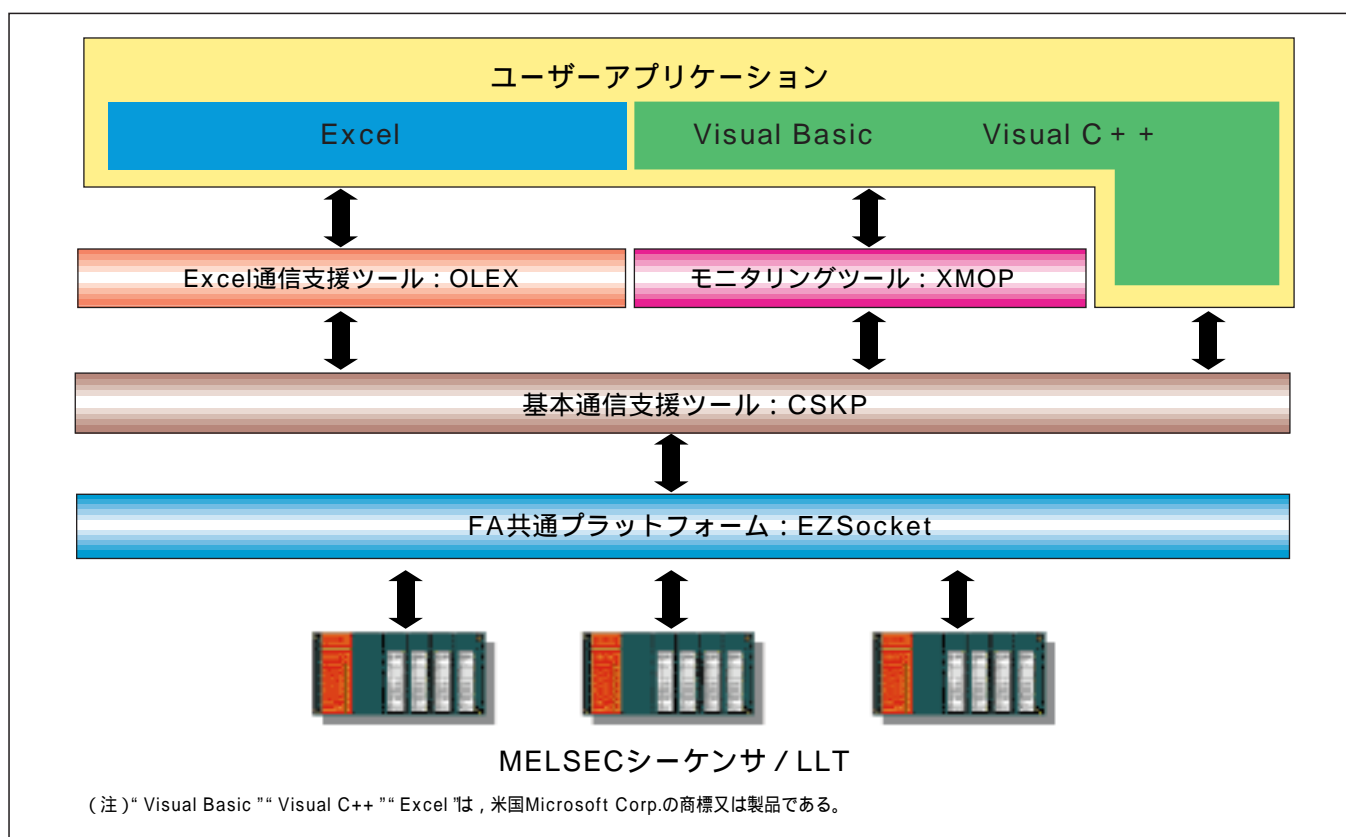 ユーザーアプリケーション
Excel
Visual Basic
Visual C++
Excel通信支援ツール：OLEX
モニタリングツール：XMOP
基本通信支援ツール：CSKP
FA共通プラットフォーム：EZSocket
MELSECシーケンサ / LLT
（注）“ Visual Basic ”“ Visual C++ ”“ Excel ”は，米国Microsoft Corp.の商標又は製品である。